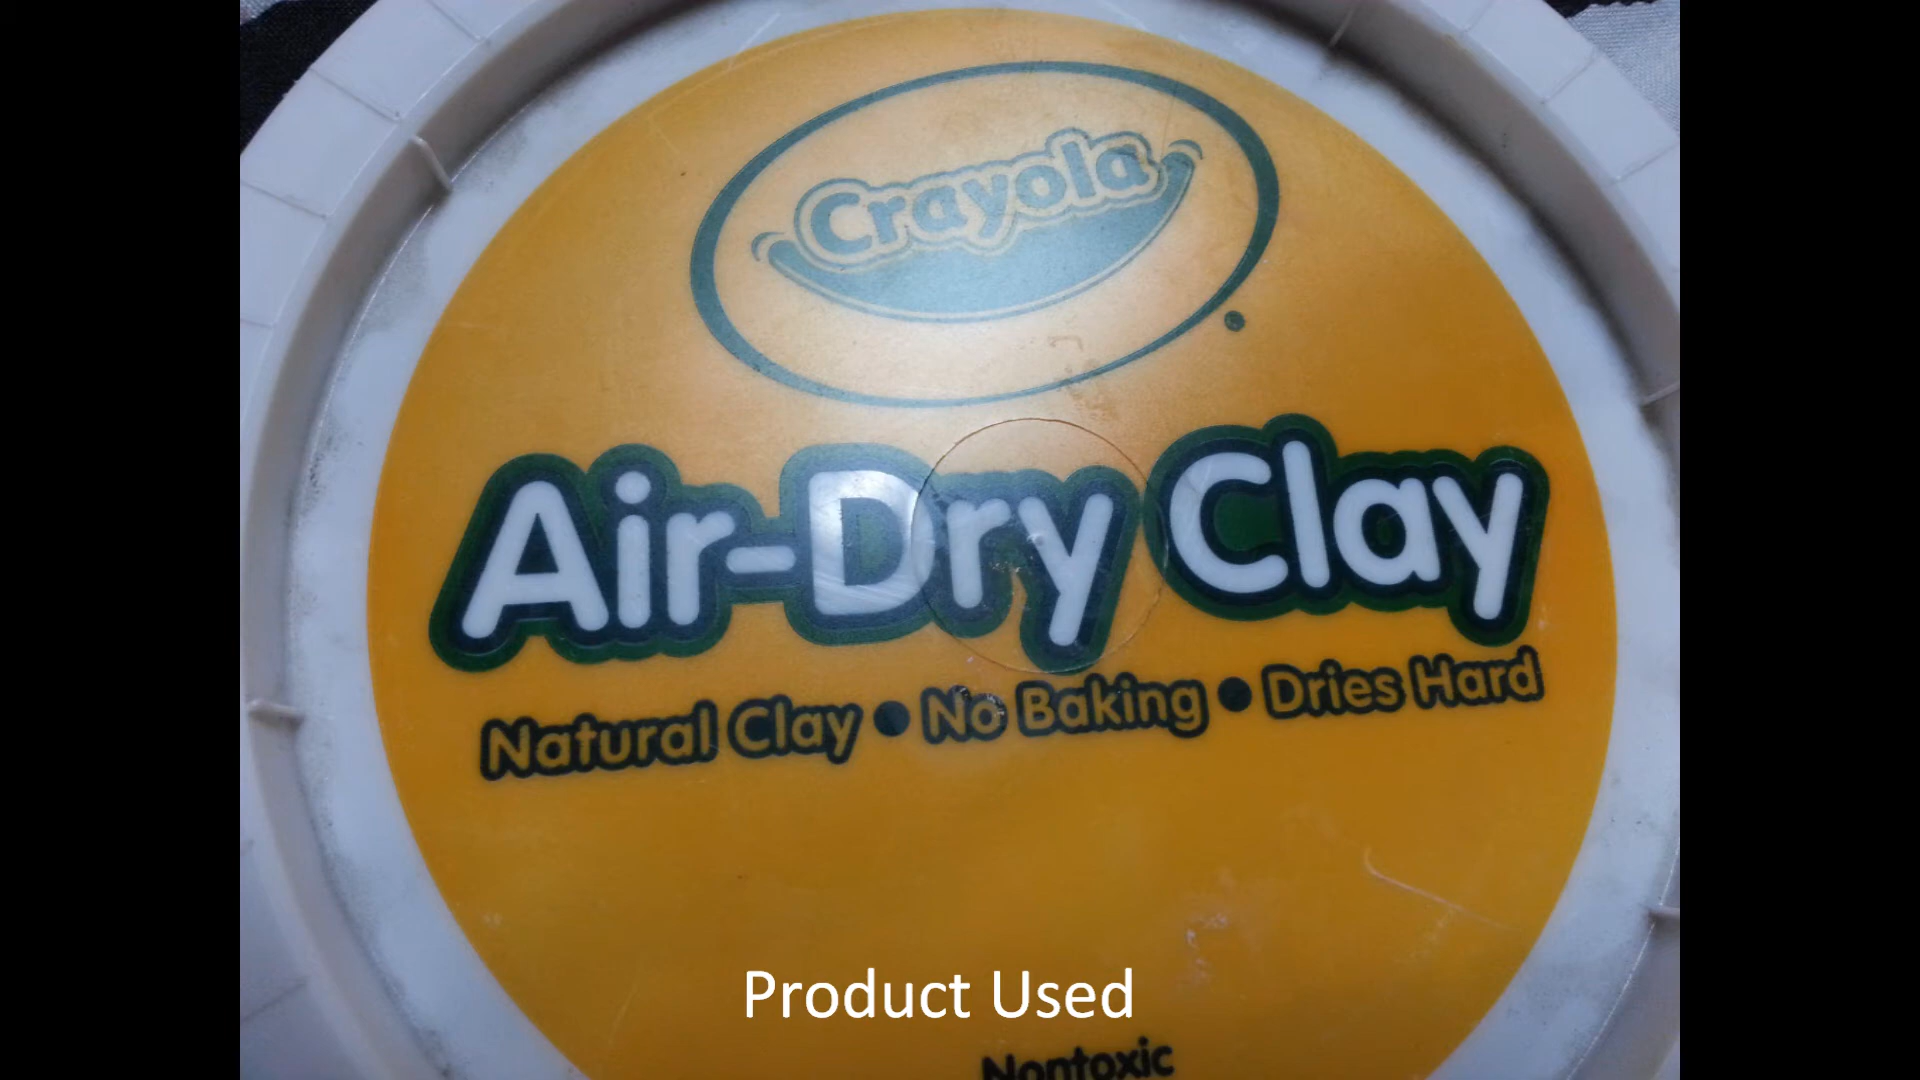 Crayola
Air-Dry Clay
Natural Clay • No Baking • Dries Hard
Product Used
Nontoxic